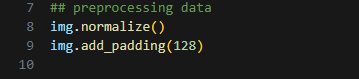 7 ## preprocessing data
8 img.normalize()
9 img.add_padding(128)
10